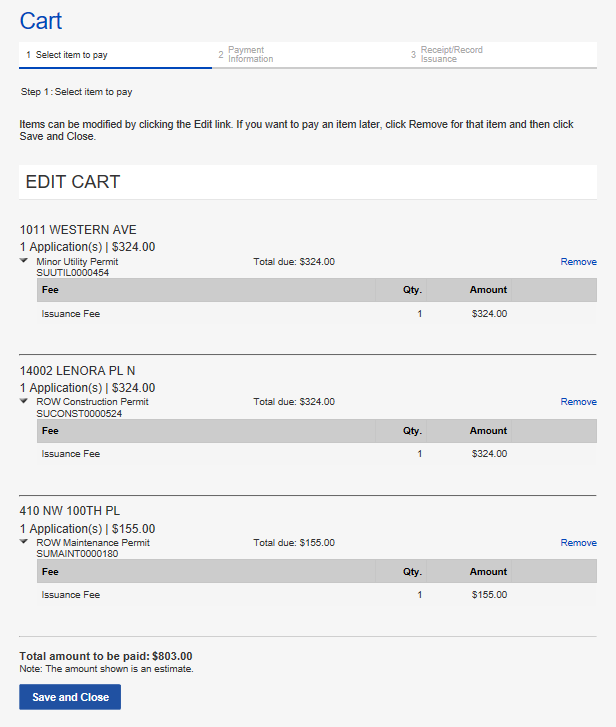 Cart
1 Select item to pay
2 Payment
Information
3 Receipt/Record
Issuance
Step 1: Select item to pay
Items can be modified by clicking the Edit link. If you want to pay an item later, click Remove for that item and then click
Save and Close.
EDIT CART
1011 WESTERN AVE
1 Application(s) | $324.00
Minor Utility Permit Total due: $324.00 Remove
SUUTIL0000454
Fee Qty. Amount
Issuance Fee 1 $324.00
14002 LENORA PL N
1 Application(s) | $324.00
ROW Construction Permit Total due: $324.00 Remove
SUCONST0000524
Fee Qty. Amount
Issuance Fee 1 $324.00
410 NW 100TH PL
1 Application(s) | $155.00
ROW Maintenance Permit Total due: $155.00 Remove
SUMAINT0000180
Fee Qty. Amount
Issuance Fee 1 $155.00
Total amount to be paid: $803.00
Note: The amount shown is an estimate.
Save and Close